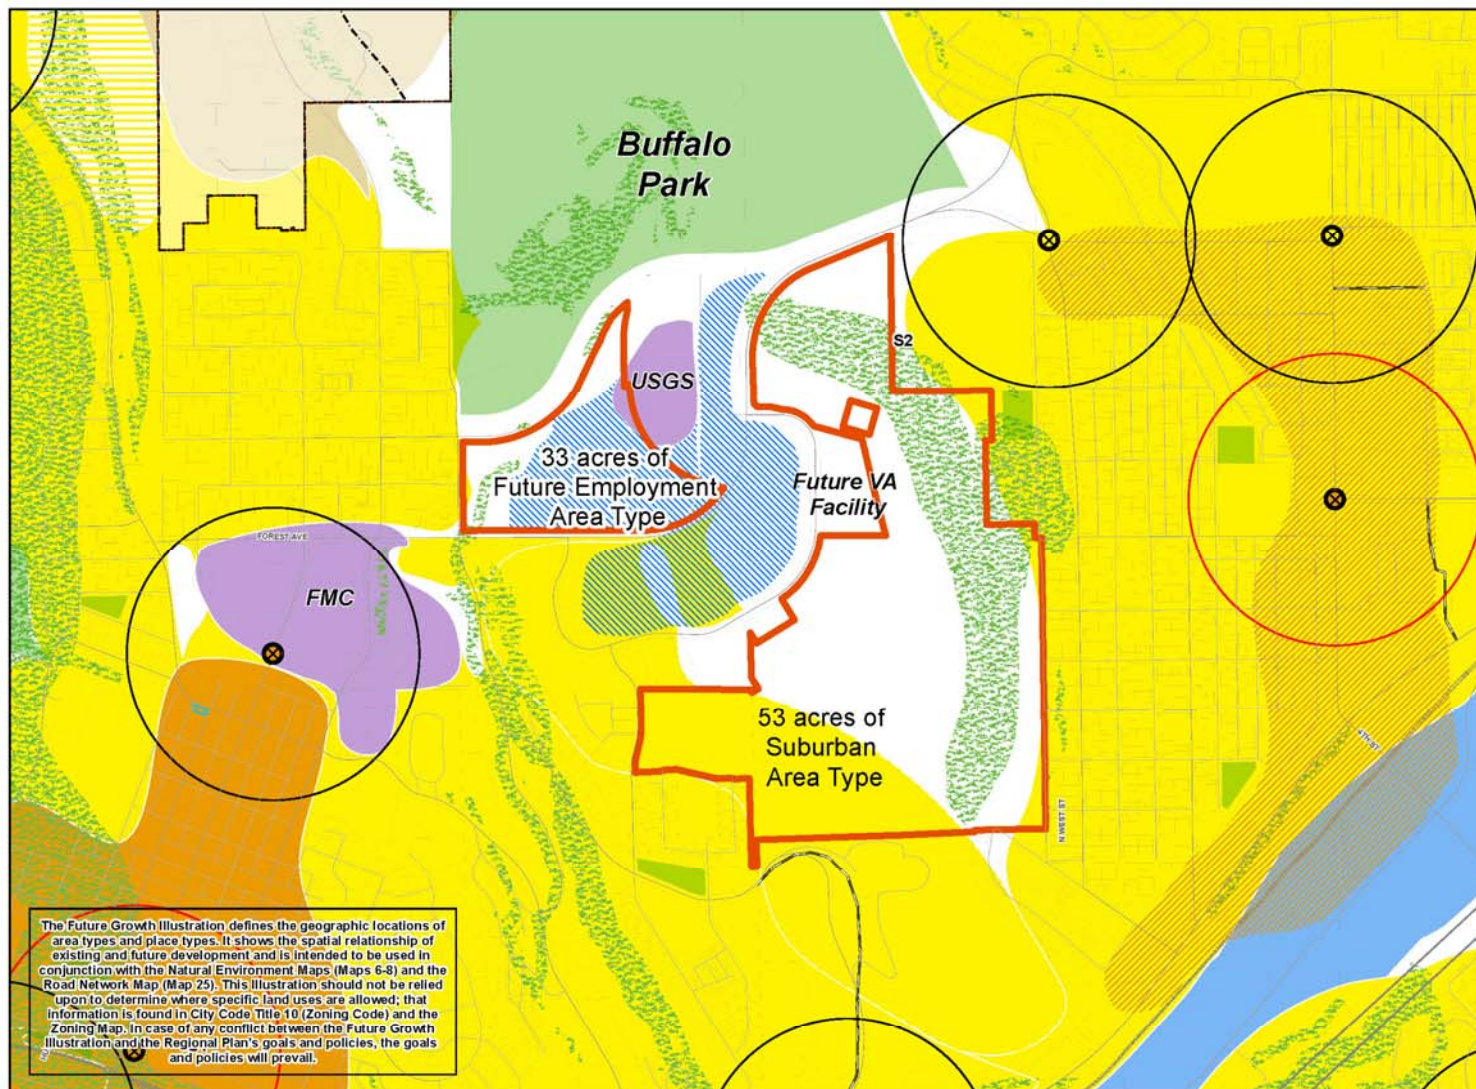 Buffalo
Park
S2
USGS
33 acres of
Future Employment
Area Type
Future VA
Facility
FOREST AVE
FMC
53 acres of
Suburban
Area Type
4TH ST
N WEST ST
The Future Growth Illustration defines the geographic locations of
area types and place types. It shows the spatial relationship of
existing and future development and is intended to be used in
conjunction with the Natural Environment Maps (Maps 6-8) and the
Road Network Map (Map 25). This Illustration should not be relied
upon to determine where specific land uses are allowed; that
information is found in City Code Title 10 (Zoning Code) and the
Zoning Map. In case of any conflict between the Future Growth
Illustration and the Regional Plan's goals and policies, the goals
and policies will prevail.